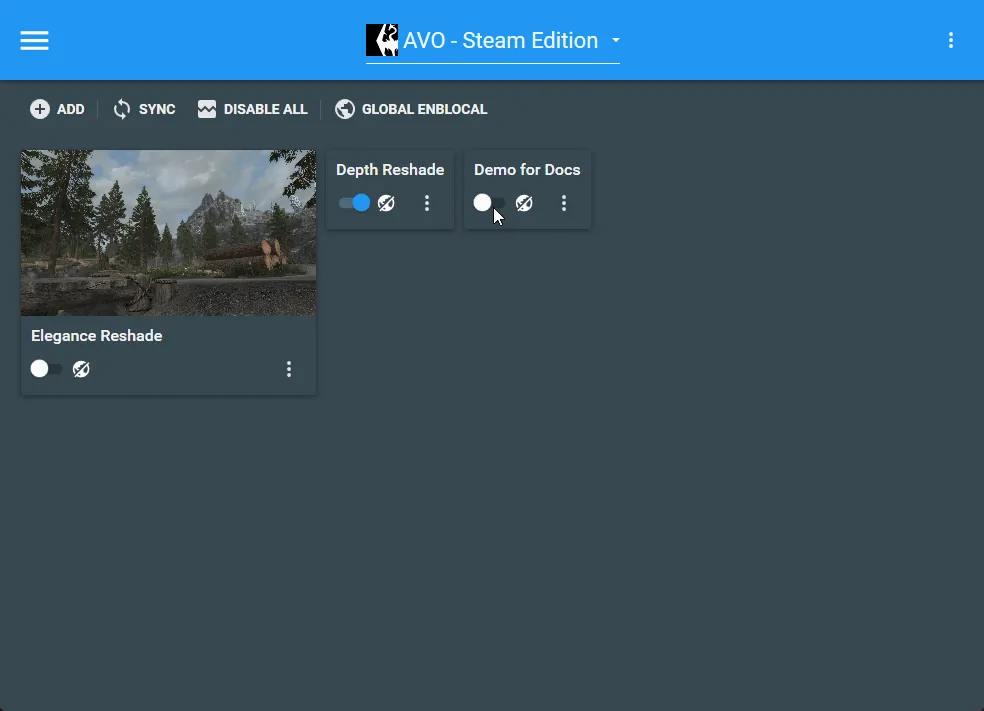 AVO - Steam Edition
ADD
SYNC
DISABLE ALL
GLOBAL ENBLOCAL
Depth Reshade
Demo for Docs
Elegance Reshade